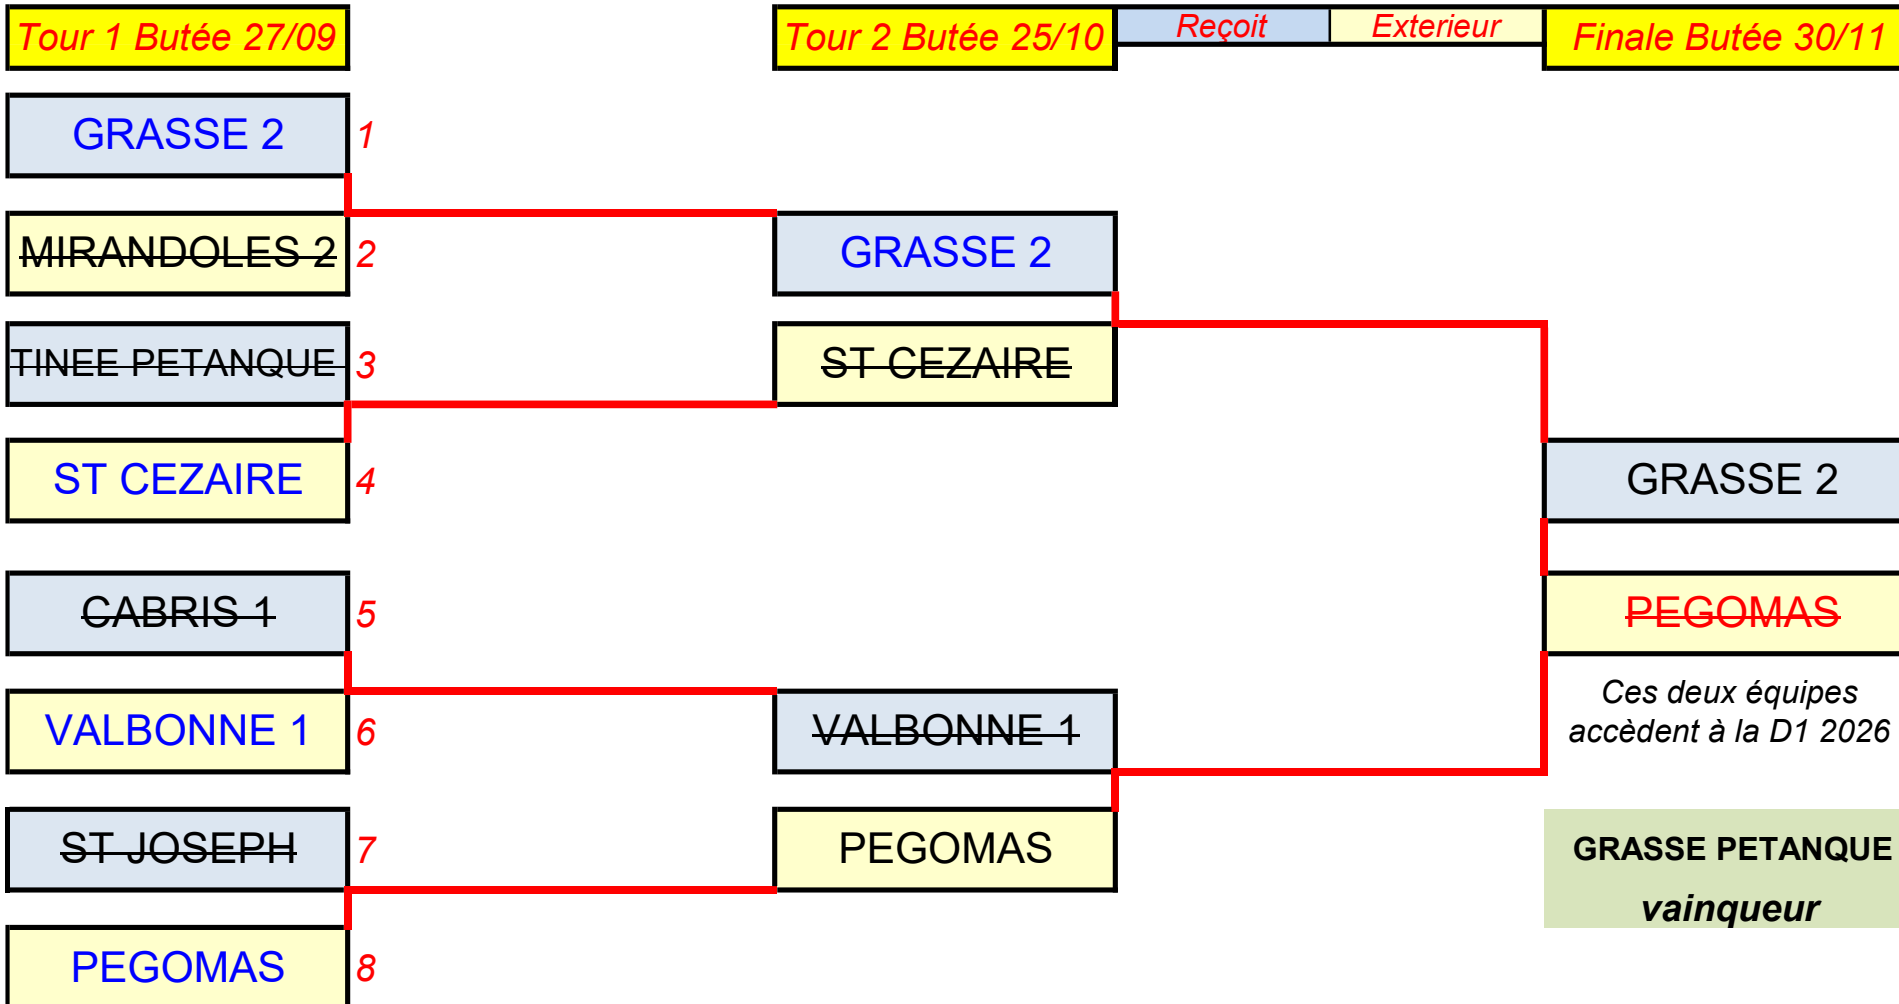 Tour 1 Butée 27/09
Tour 2 Butée 25/10
Reçoit
Exterieur
Finale Butée 30/11
GRASSE 2
1
MIRANDOLES 2
2
TINEE PETANQUE
3
ST CEZAIRE
4
CABRIS 1
5
VALBONNE 1
6
ST JOSEPH
7
PEGOMAS
8
GRASSE 2
ST CEZAIRE
VALBONNE 1
PEGOMAS
GRASSE 2
PEGOMAS
Ces deux équipes
accèdent à la D1 2026
GRASSE PETANQUE
vainqueur